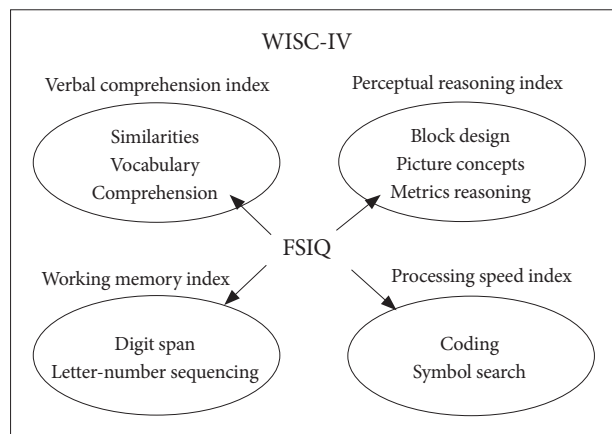 WISC-IV
Verbal comprehension index
Similarities
Vocabulary
Comprehension
Perceptual reasoning index
Block design
Picture concepts
Metrics reasoning
FSIQ
Working memory index
Digit span
Letter-number sequencing
Processing speed index
Coding
Symbol search